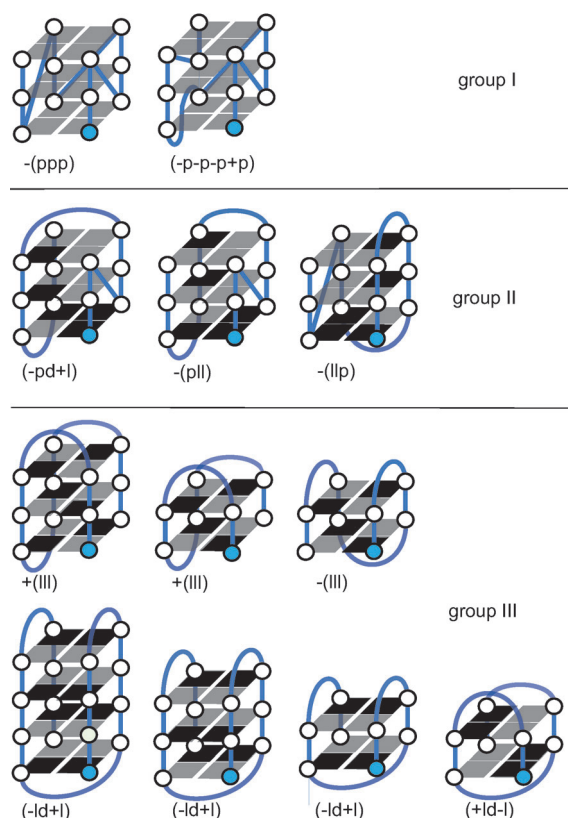 group I
-(ppp)
(-p-p-p+p)
group II
(-pd+l)
-(pll)
-(llp)
+(lll)
+(lll)
-(lll)
group III
(-ld+l)
(-ld+l)
(-ld+l)
(+ld-l)